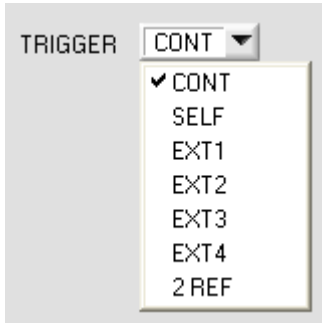 TRIGGER CONT
✔ CONT
SELF
EXT1
EXT2
EXT3
EXT4
2 REF